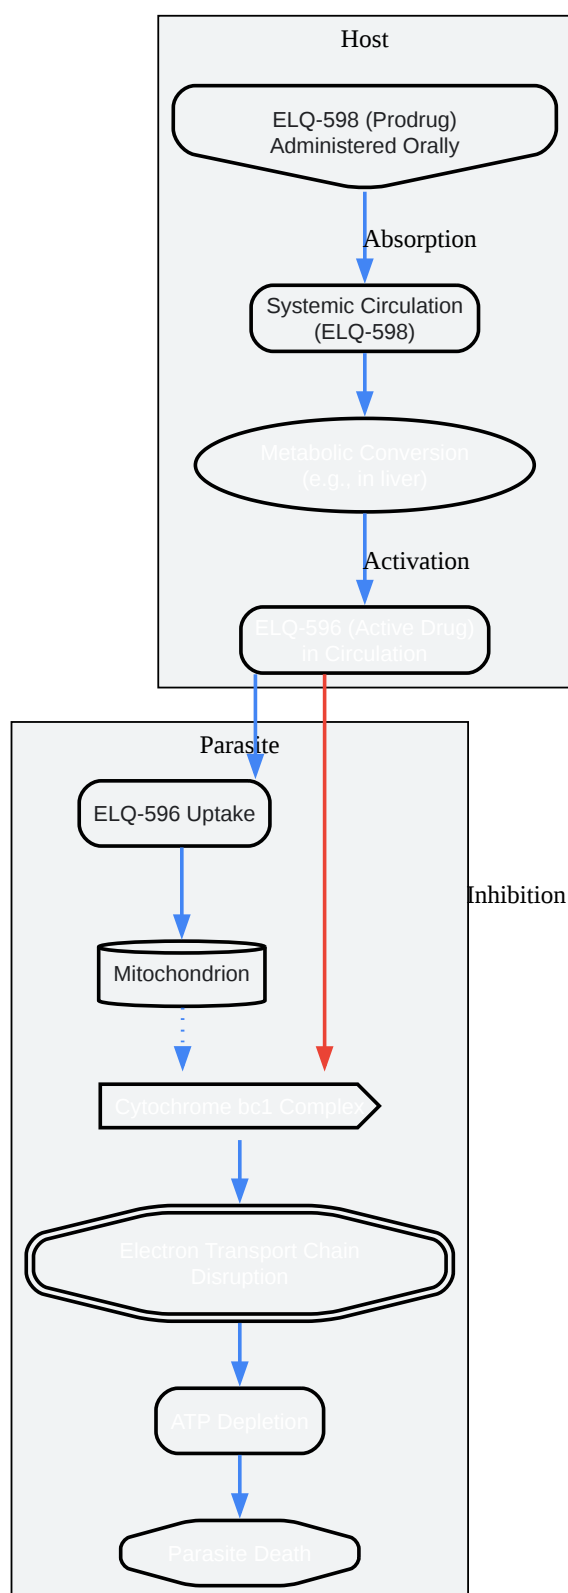 Host
ELQ-598 (Prodrug)
Administered Orally
Absorption
Systemic Circulation
(ELQ-598)
Metabolic Conversion
(e.g., in liver)
Activation
ELQ-596 (Active Drug)
in Circulation
Parasite
ELQ-596 Uptake
Inhibition
Mitochondrion
Cytochrome bc1 Complex
Electron Transport Chain
Disruption
ATP Depletion
Parasite Death